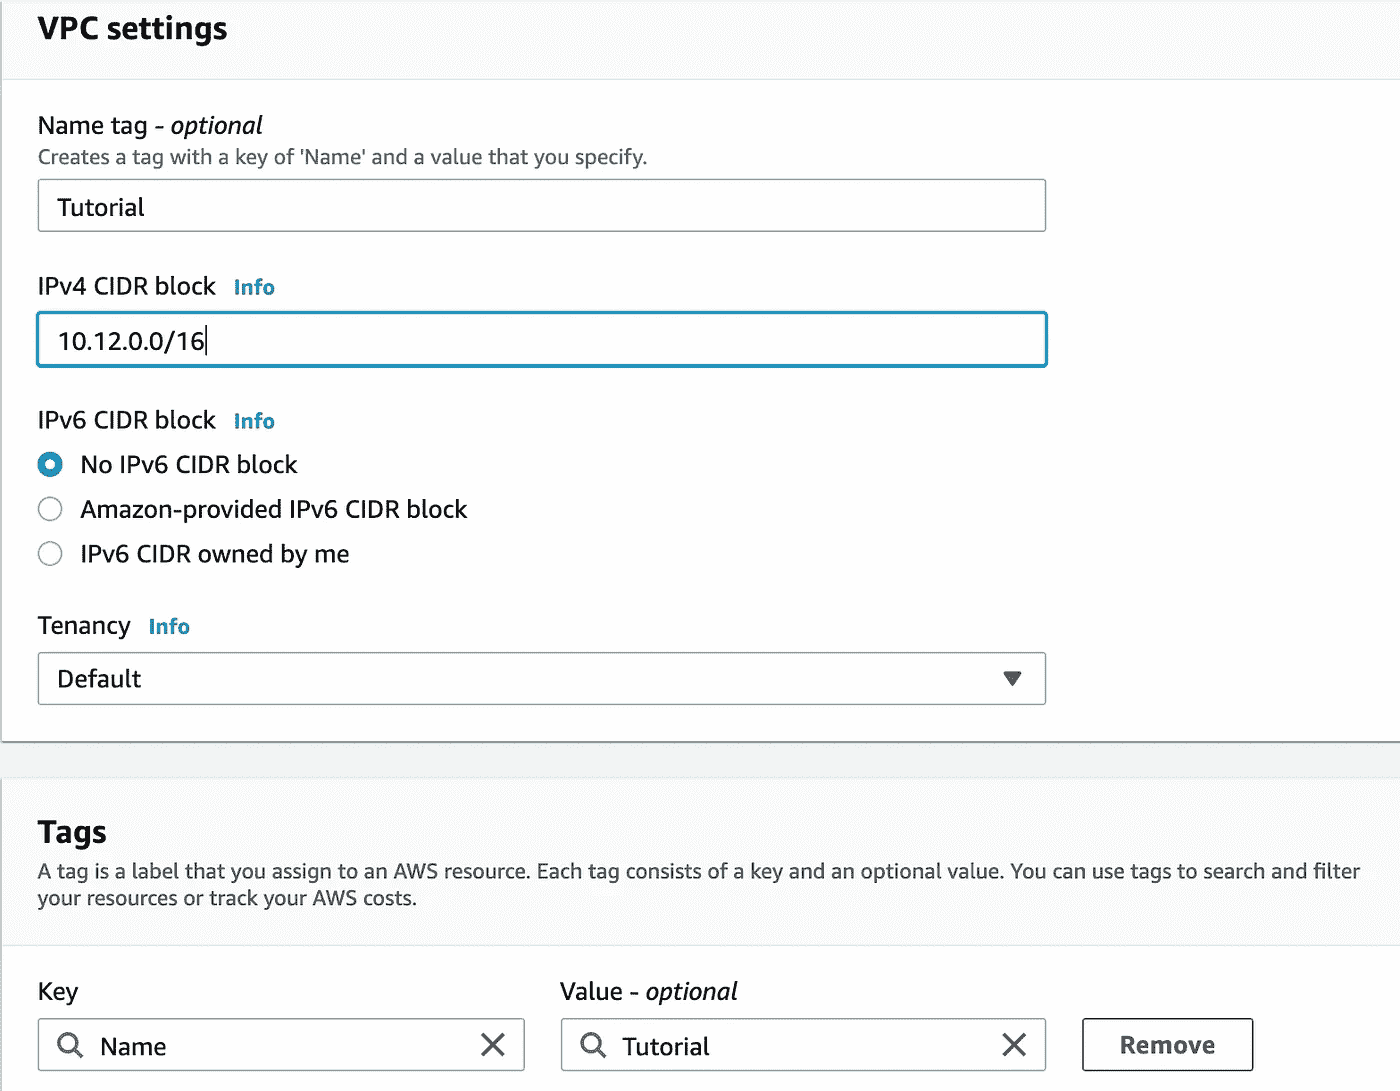 VPC settings
Name tag - optional
Creates a tag with a key of 'Name' and a value that you specify.
Tutorial
IPv4 CIDR block Info
10.12.0.0/16
IPv6 CIDR block Info
No IPv6 CIDR block
Amazon-provided IPv6 CIDR block
IPv6 CIDR owned by me
Tenancy Info
Default
Tags
A tag is a label that you assign to an AWS resource. Each tag consists of a key and an optional value. You can use tags to search and filter
your resources or track your AWS costs.
Key Value - optional
Name Tutorial Remove